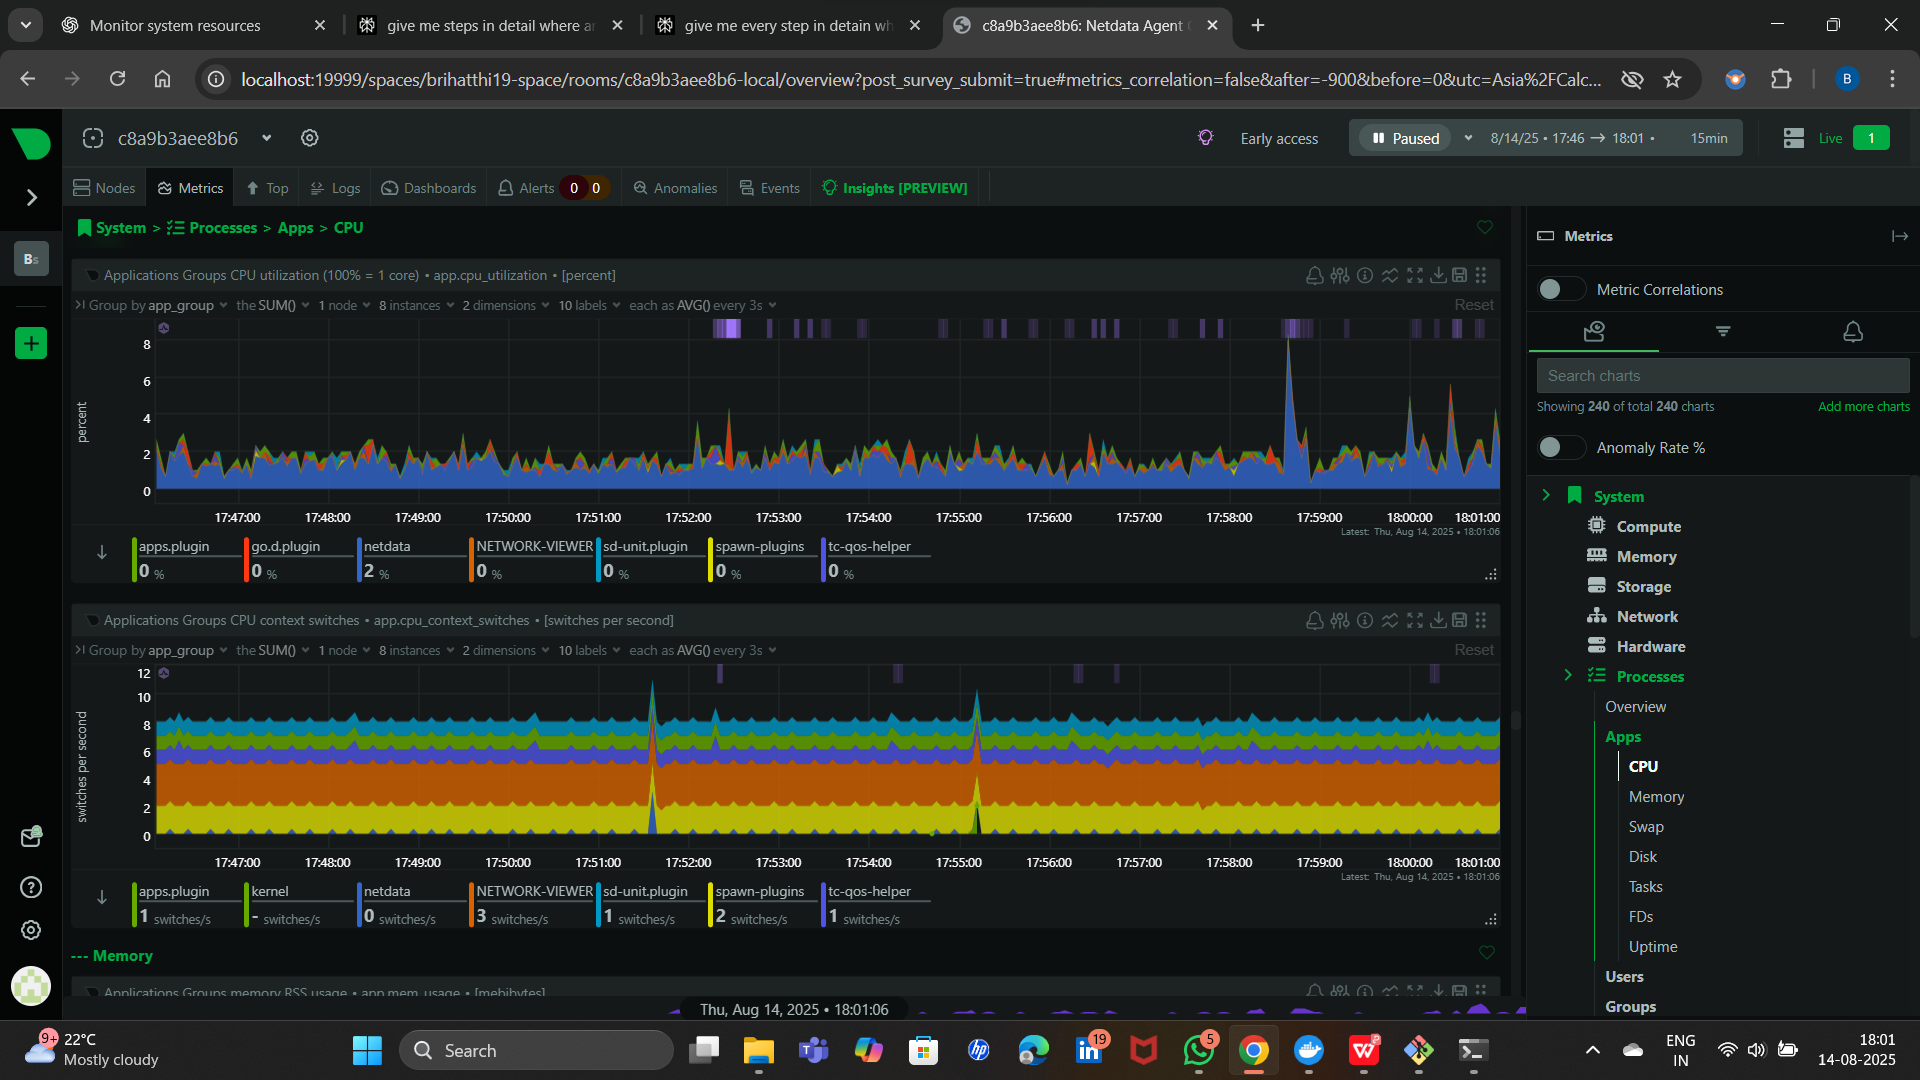 Monitor system resources
give me steps in detail where ar
give me every step in detain wh
c8a9b3aee8b6: Netdata Agent
localhost:19999/spaces/brihatthi19-space/rooms/c8a9b3aee8b6-local/overview?post_survey_submit=true#metrics_correlation=false&after=-900&before=0&utc=Asia%2FCalc...
B
c8a9b3aee8b6
Early access
Paused
8/14/25 • 17:46 → 18:01 •
15min
Live
1
Nodes
Metrics
Top
Logs
Dashboards
Alerts
0
0
Anomalies
Events
Insights [PREVIEW]
Bs
System > Processes > Apps > CPU
Applications Groups CPU utilization (100% = 1 core) • app.cpu_utilization • [percent]
Group by app_group the SUM() 1 node 8 instances 2 dimensions 10 labels each as AVG() every 3s
Reset
percent
8
6
4
2
0
17:47:00 17:48:00 17:49:00 17:50:00 17:51:00 17:52:00 17:53:00 17:54:00 17:55:00 17:56:00 17:57:00 17:58:00 17:59:00 18:00:00 18:01:00
Latest: Thu, Aug 14, 2025 • 18:01:06
apps.plugin go.d.plugin netdata NETWORK-VIEWER sd-unit.plugin spawn-plugins tc-qos-helper
0 % 0 % 2 % 0 % 0 % 0 % 0 %
Applications Groups CPU context switches • app.cpu_context_switches • [switches per second]
Group by app_group the SUM() 1 node 8 instances 2 dimensions 10 labels each as AVG() every 3s
Reset
switches per second
12
10
8
6
4
2
0
17:47:00 17:48:00 17:49:00 17:50:00 17:51:00 17:52:00 17:53:00 17:54:00 17:55:00 17:56:00 17:57:00 17:58:00 17:59:00 18:00:00 18:01:00
Latest: Thu, Aug 14, 2025 • 18:01:06
apps.plugin kernel netdata NETWORK-VIEWER sd-unit.plugin spawn-plugins tc-qos-helper
1 switches/s - switches/s 0 switches/s 3 switches/s 1 switches/s 2 switches/s 1 switches/s
--- Memory
Applications Groups memory RSS usage • app.mem_usage • [mebibytes]
Thu, Aug 14, 2025 • 18:01:06
Metrics
Metric Correlations
Search charts
Showing 240 of total 240 charts
Add more charts
Anomaly Rate %
System
Compute
Memory
Storage
Network
Hardware
Processes
Overview
Apps
CPU
Memory
Swap
Disk
Tasks
FDs
Uptime
Users
Groups
9+
22°C
Mostly cloudy
Search
hp
19
5
ENG
IN
18:01
14-08-2025